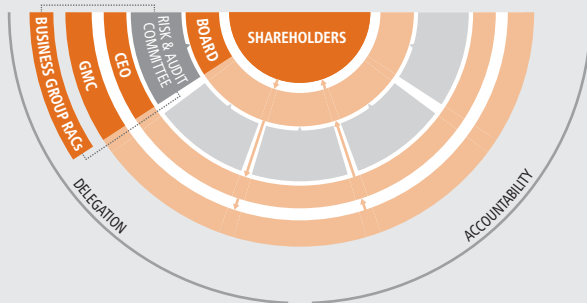 BUSINESS GROUP RACs
GMC
CEO
RISK & AUDIT
COMMITTEE
BOARD
SHAREHOLDERS
DELEGATION
ACCOUNTABILITY